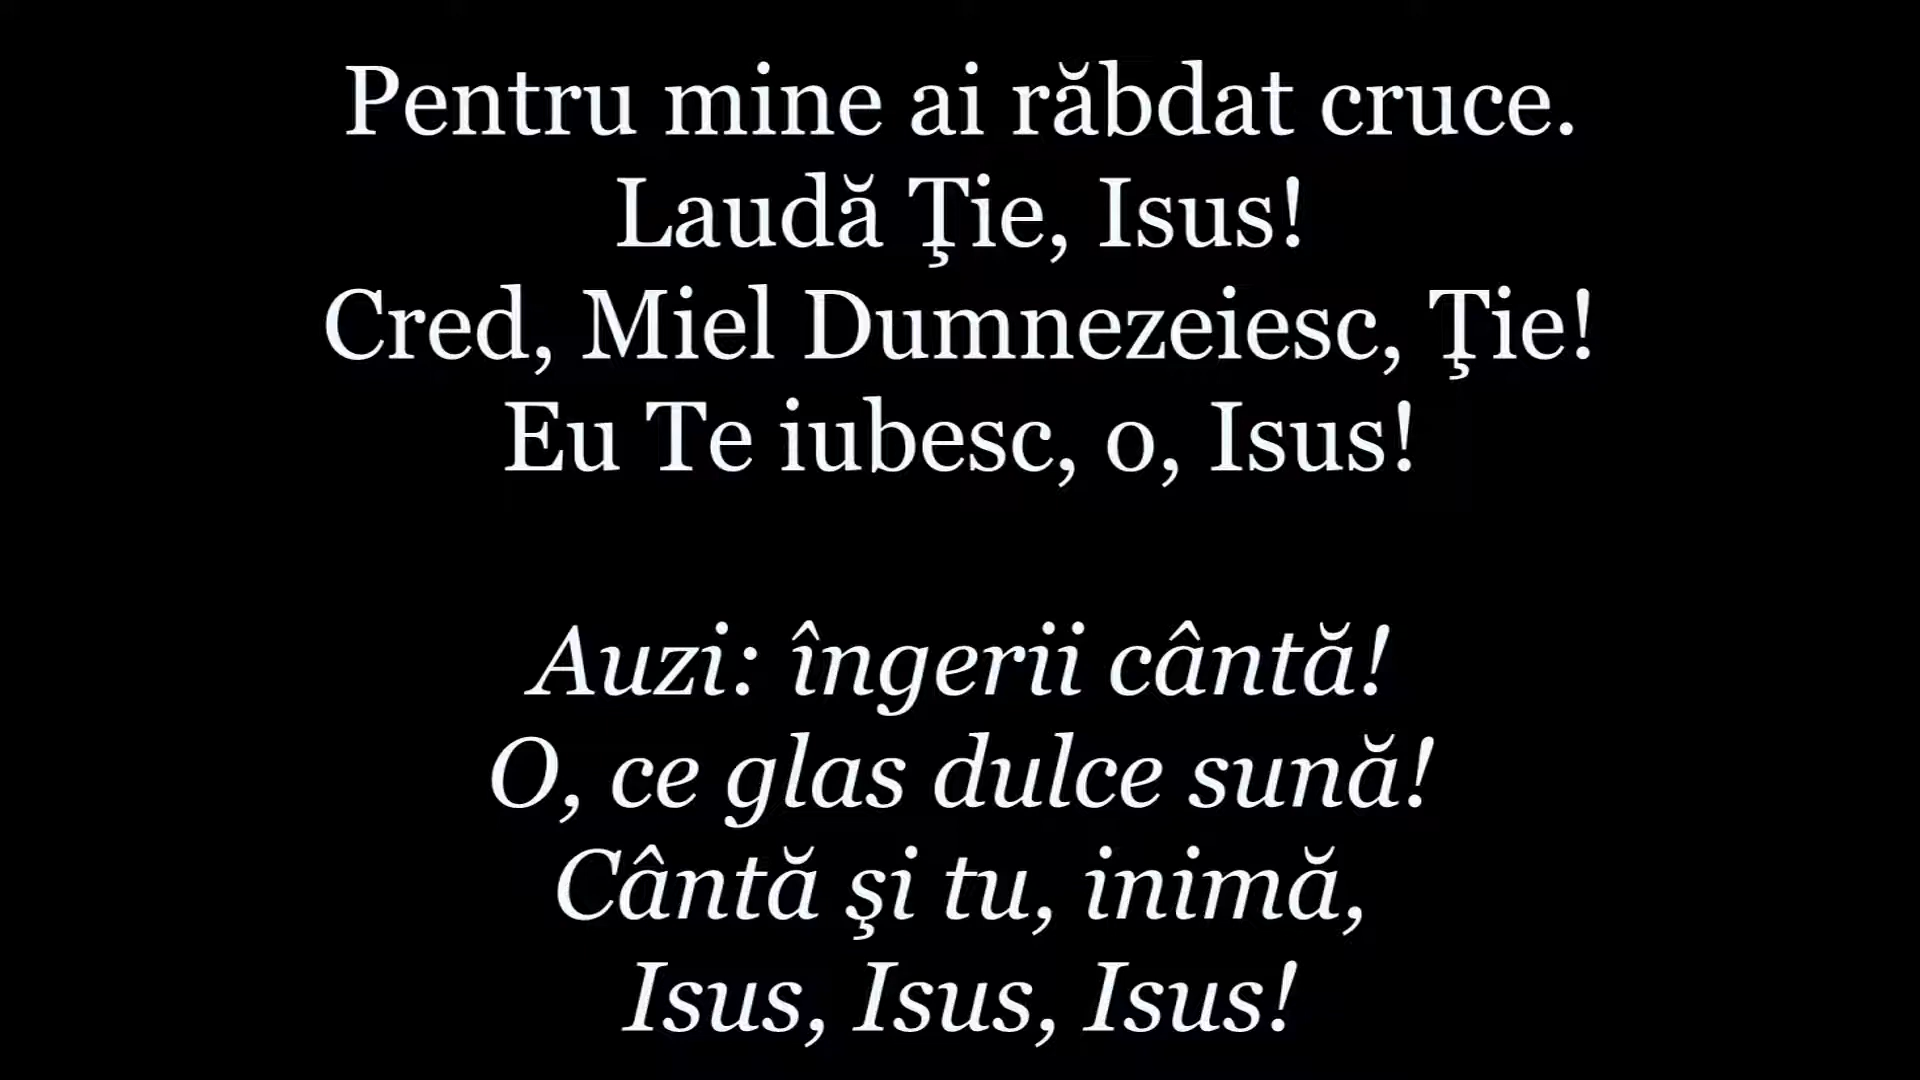 Pentru mine ai răbdat cruce.
Laudă Ţie, Isus!
Cred, Miel Dumnezeiesc, Ţie!
Eu Te iubesc, o, Isus!
Auzi: îngerii cântă!
O, ce glas dulce sună!
Cântă şi tu, inimă,
Isus, Isus, Isus!